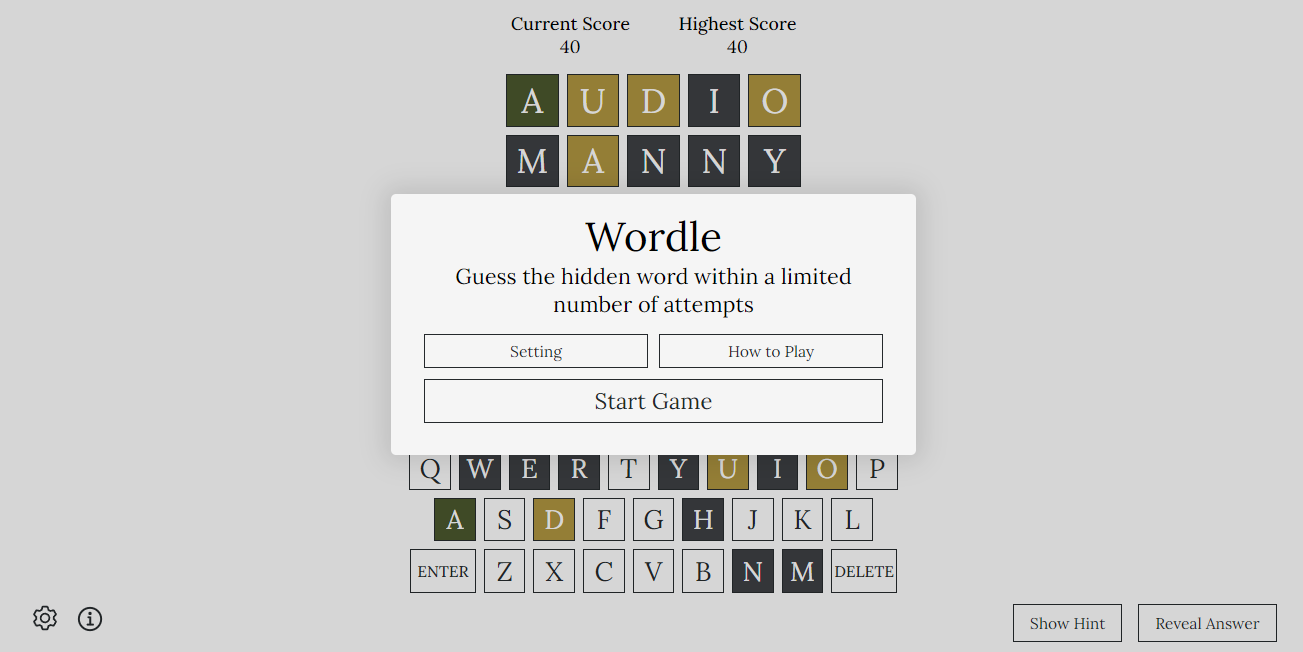 Current Score Highest Score
40 40
A U D I O
M A N N Y
Wordle
Guess the hidden word within a limited
number of attempts
Setting How to Play
Start Game
Q W E R T Y U I O P
A S D F G H J K L
ENTER Z X C V B N M DELETE
Show Hint Reveal Answer